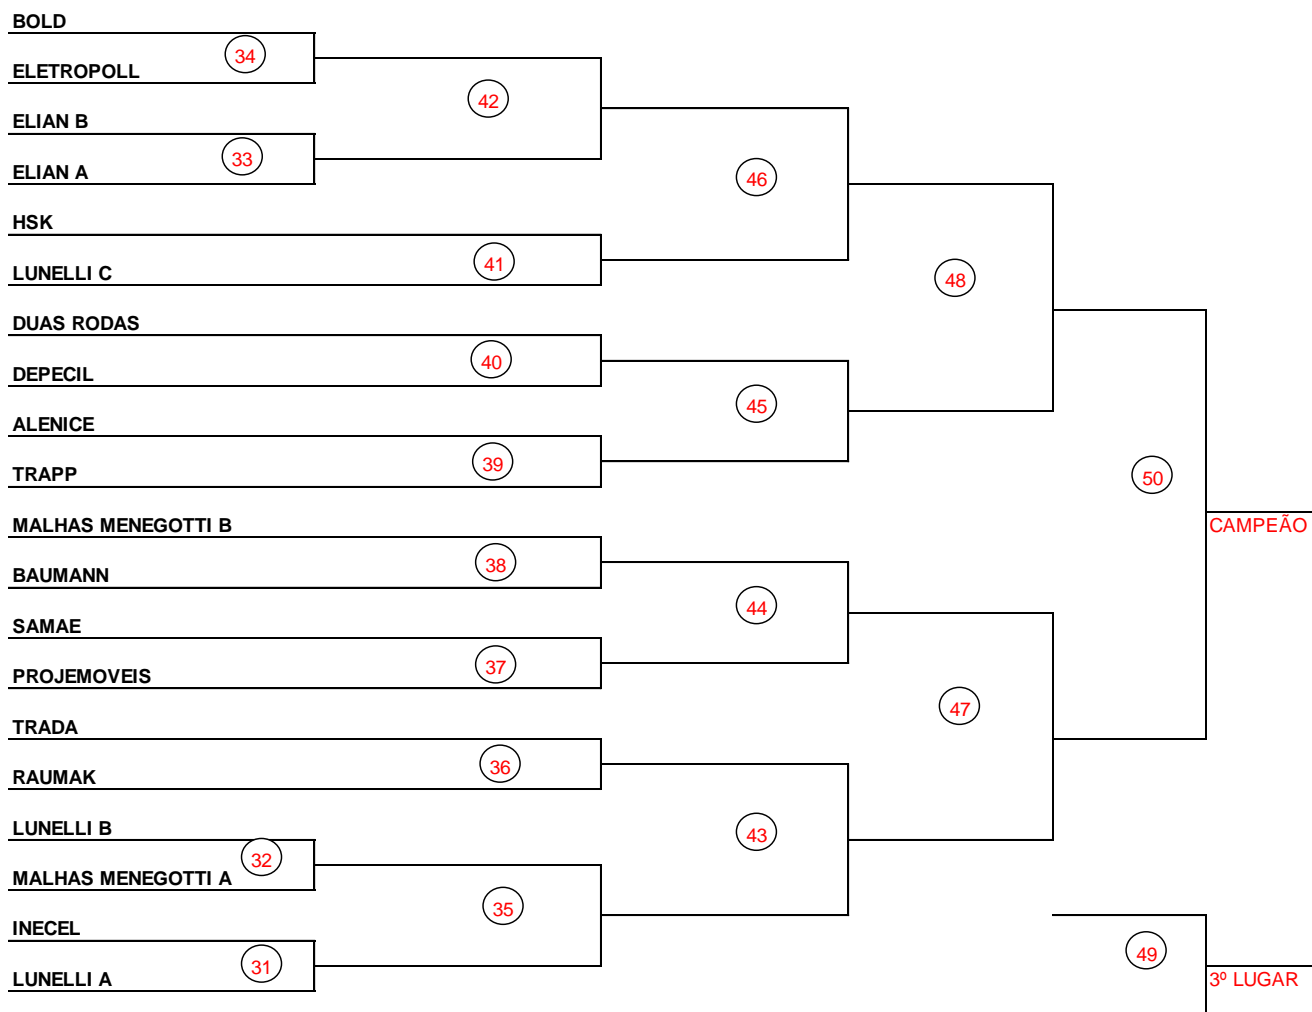 BOLD
34
ELETROPOLL
42
ELIAN B
33
ELIAN A
46
HSK
41
LUNELLI C
48
DUAS RODAS
40
DEPECIL
45
ALENICE
39
TRAPP
50
MALHAS MENEGOTTI B
CAMPEÃO
38
BAUMANN
44
SAMAE
37
PROJEMOVEIS
47
TRADA
36
RAUMAK
LUNELLI B
43
32
MALHAS MENEGOTTI A
35
INECEL
49
31
LUNELLI A
3º LUGAR